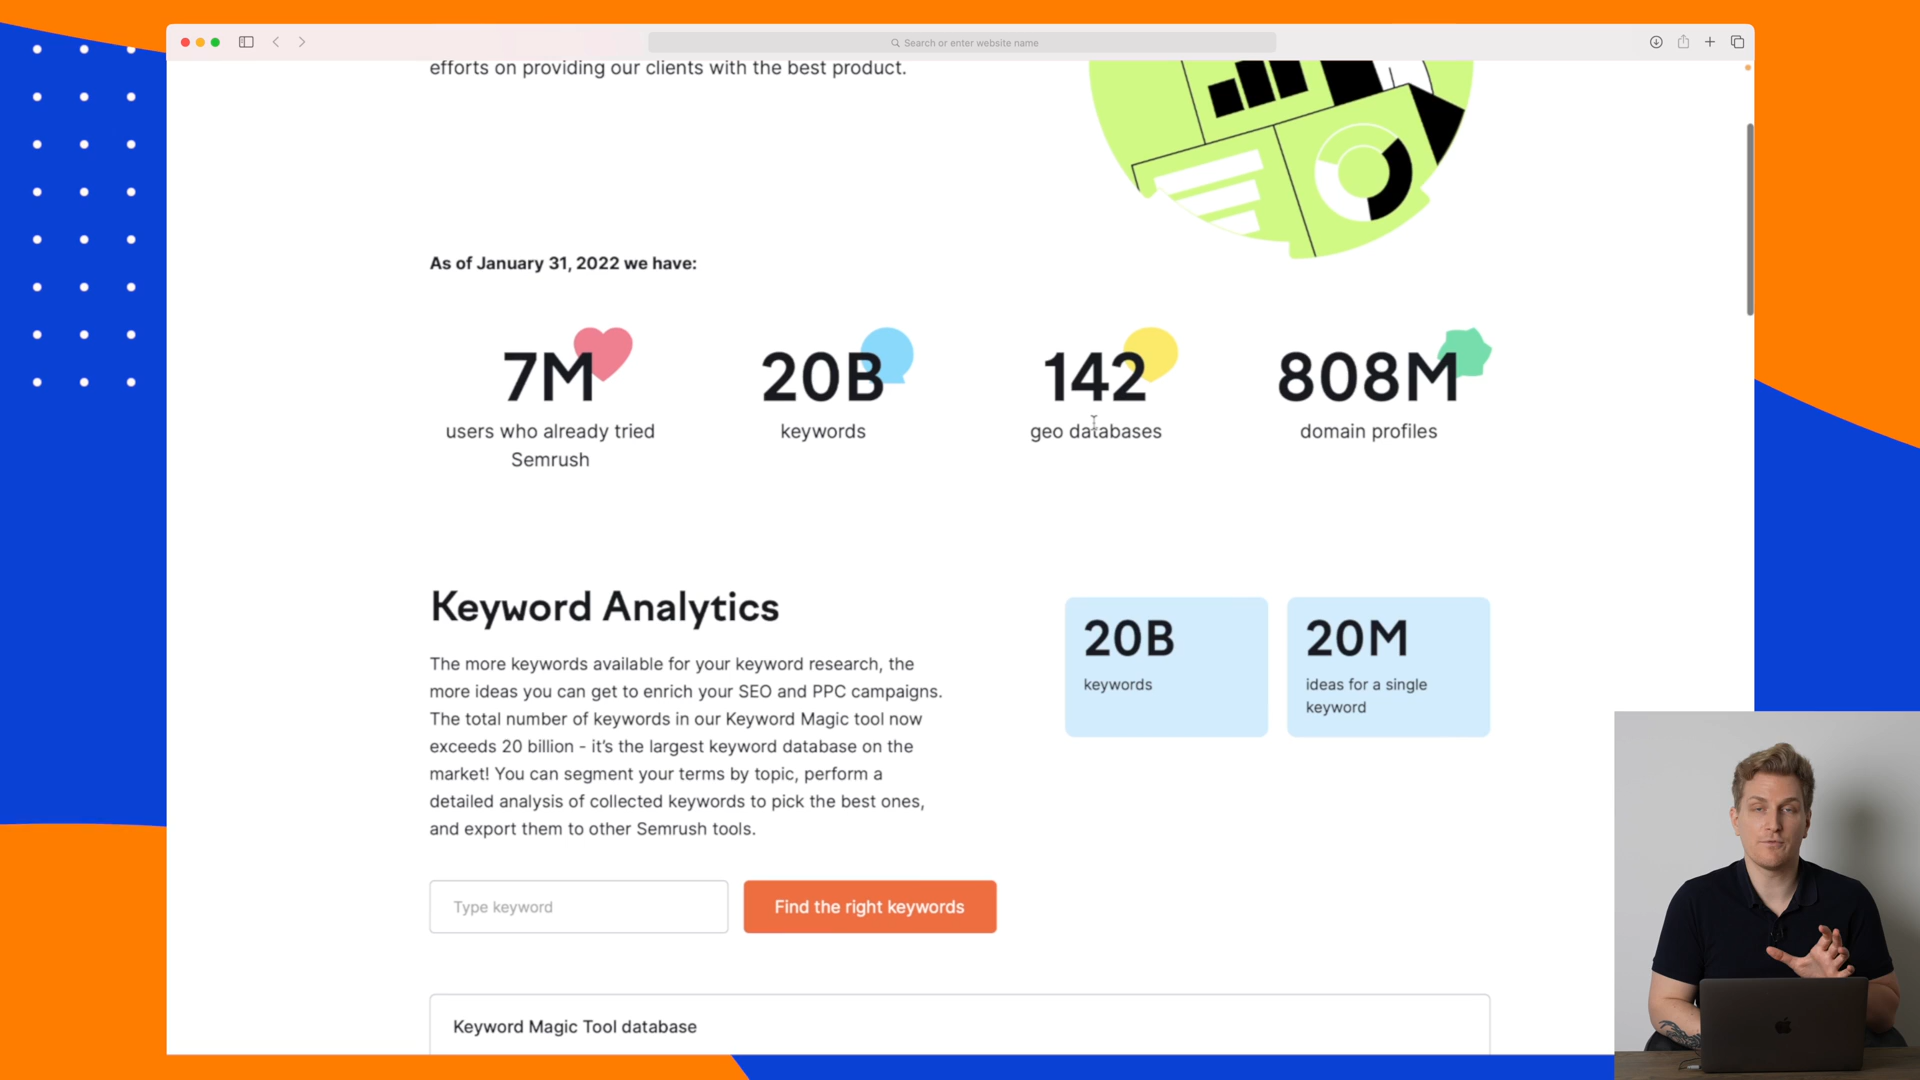 Search or enter website name
efforts on providing our clients with the best product.
As of January 31, 2022 we have:
7M
users who already tried
Semrush
20B
keywords
142
geo databases
808M
domain profiles
Keyword Analytics
The more keywords available for your keyword research, the
more ideas you can get to enrich your SEO and PPC campaigns.
The total number of keywords in our Keyword Magic tool now
exceeds 20 billion - it's the largest keyword database on the
market! You can segment your terms by topic, perform a
detailed analysis of collected keywords to pick the best ones,
and export them to other Semrush tools.
20B
keywords
20M
ideas for a single
keyword
Type keyword
Find the right keywords
Keyword Magic Tool database